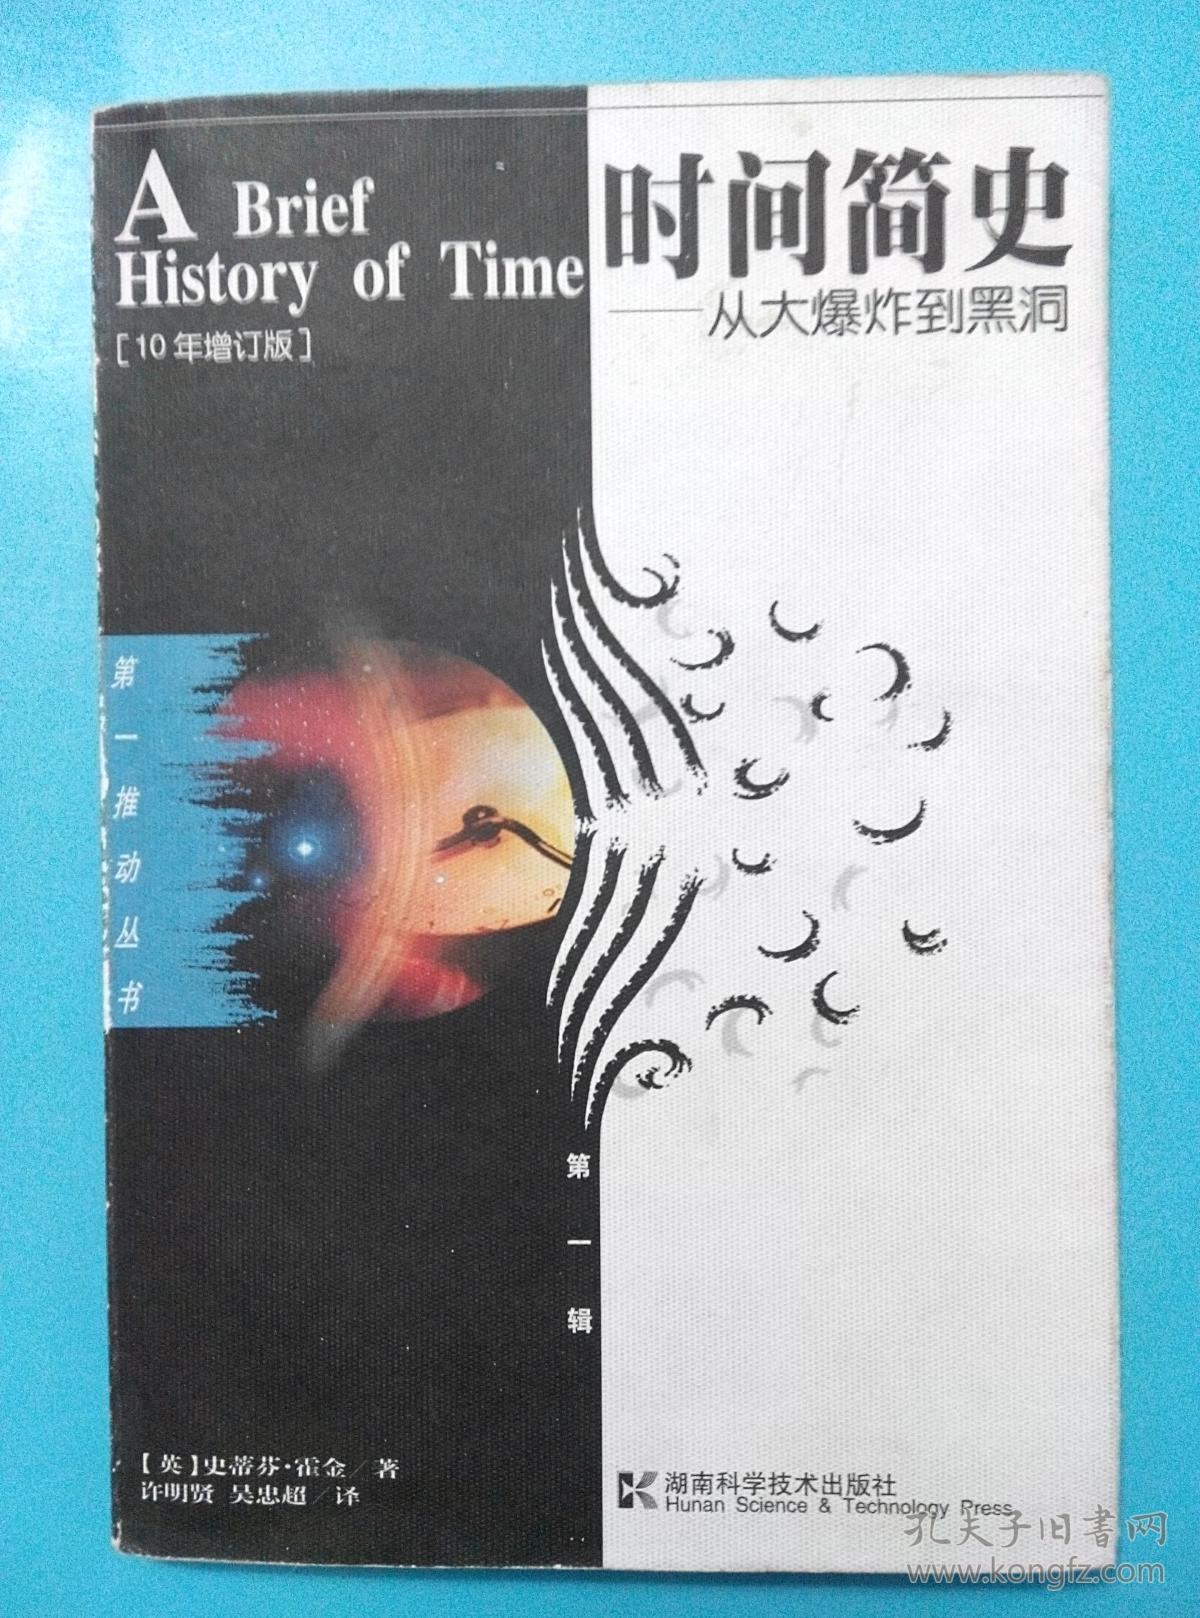 A Brief
History of Time
[10年增订版]
时间简史
——从大爆炸到黑洞
第一推动丛书
第一辑
【英】史蒂芬·霍金／著
许明贤 吴忠超／译
湖南科学技术出版社
Hunan Science & Technology Press
孔夫子旧書网
www.kongfz.com